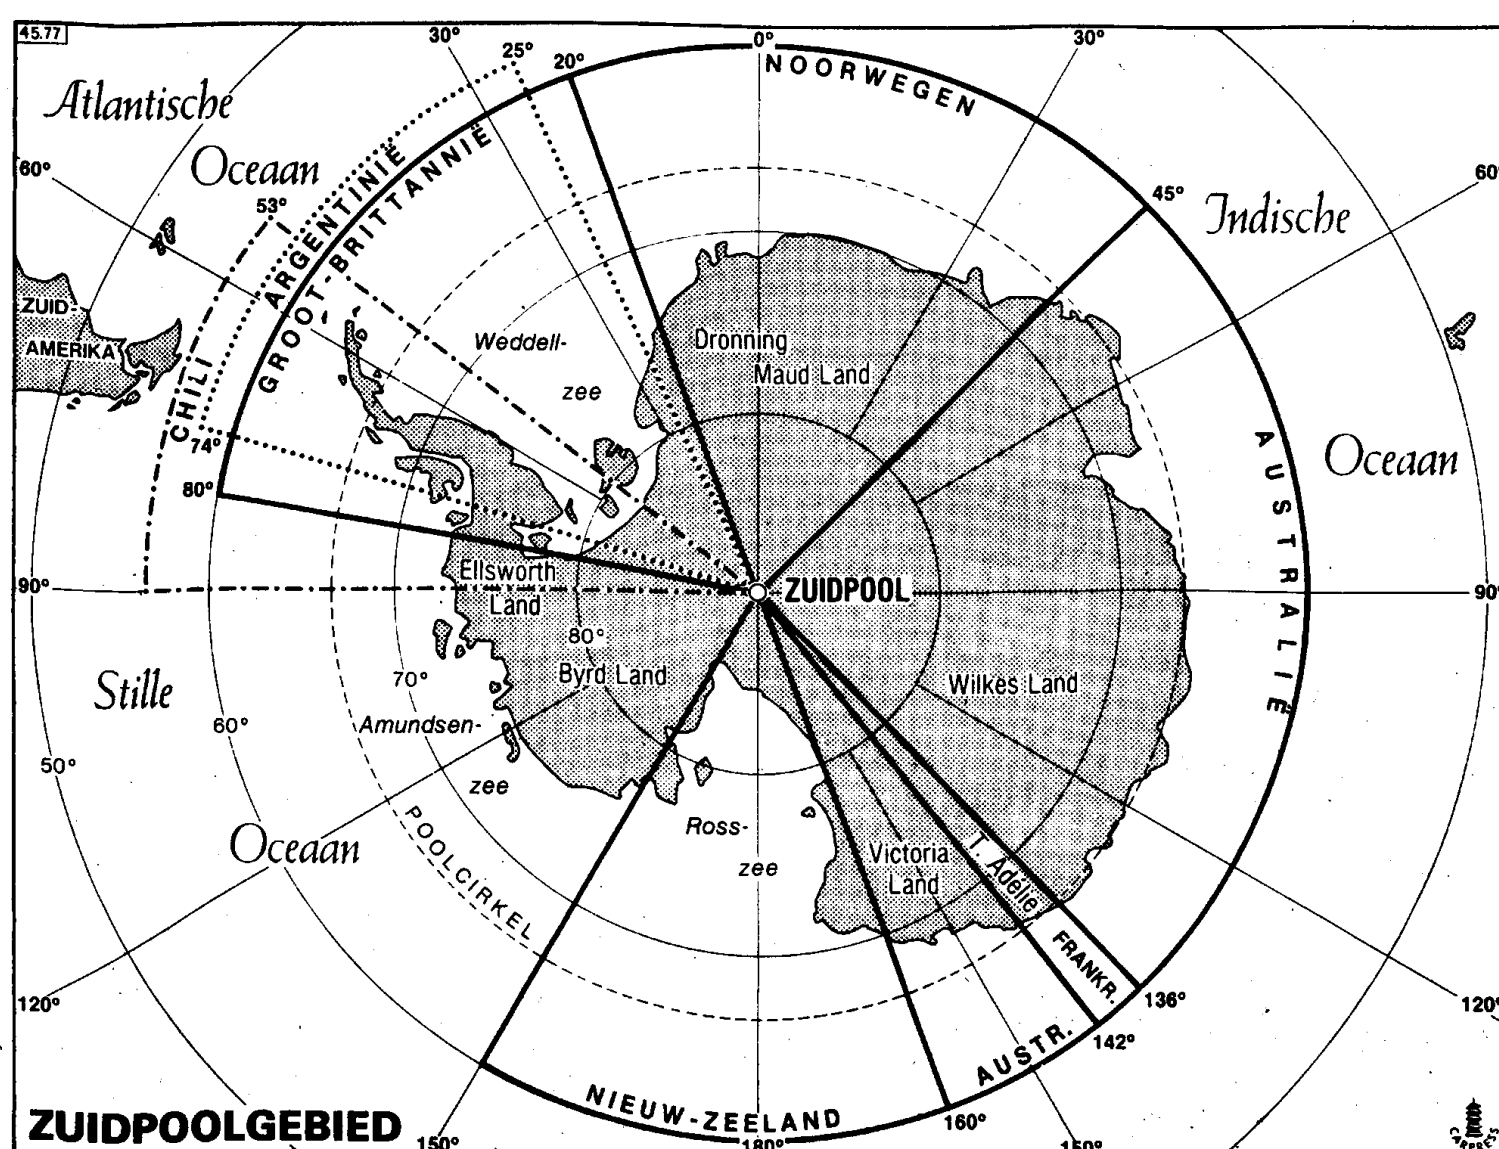 45.77
30°
25°
20°
0°
30°
NOORWEGEN
Atlantische
Oceaan
60°
53°
ARGENTINIË
GROOT-BRITTANNIË
45°
60°
Indische
Oceaan
ZUID-
AMERIKA
CHILI
74°
80°
Weddell-
zee
Dronning
Maud Land
AUSTRALIË
90°
Ellsworth
Land
ZUIDPOOL
90°
80°
70°
60°
50°
Byrd Land
Wilkes Land
Stille
Oceaan
Amundsen-
zee
POOLCIRKEL
Ross-
zee
Victoria
Land
T. Adélie
FRANKR.
136°
AUSTR.
142°
120°
120°
NIEUW-ZEELAND
160°
150°
180°
150°
ZUIDPOOLGEBIED
CARPRESS